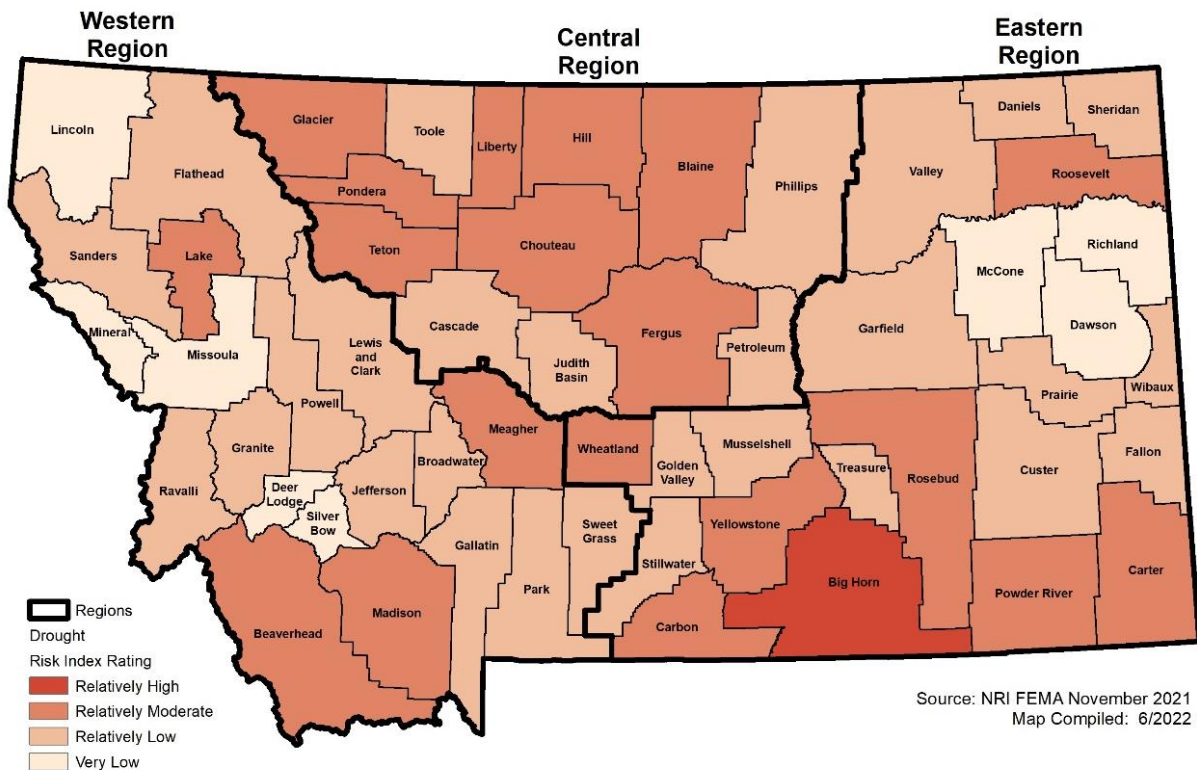 Western
Region
Central
Region
Eastern
Region
Lincoln
Flathead
Glacier
Toole
Liberty
Hill
Blaine
Phillips
Valley
Daniels
Sheridan
Roosevelt
Pondera
Teton
Chouteau
Sanders
Lake
Richland
McCone
Mineral
Missoula
Lewis
and
Clark
Cascade
Judith
Basin
Fergus
Petroleum
Garfield
Dawson
Powell
Prairie
Wibaux
Granite
Meagher
Wheatland
Golden
Valley
Musselshell
Treasure
Rosebud
Custer
Fallon
Ravalli
Deer
Lodge
Silver
Bow
Jefferson
Broadwater
Gallatin
Park
Sweet
Grass
Stillwater
Yellowstone
Big Horn
Powder River
Carter
Beaverhead
Madison
Carbon
Regions
Drought
Risk Index Rating
Relatively High
Relatively Moderate
Relatively Low
Very Low
Source: NRI FEMA November 2021
Map Compiled: 6/2022